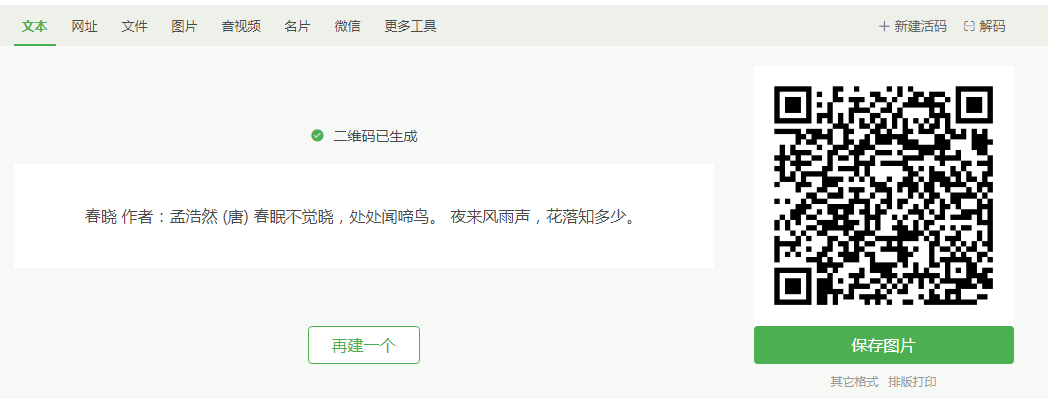 文本 网址 文件 图片 音视频 名片 微信 更多工具 新建活码 解码
二维码已生成
春晓 作者：孟浩然 (唐) 春眠不觉晓，处处闻啼鸟。 夜来风雨声，花落知多少。
再建一个
保存图片
其它格式 排版打印